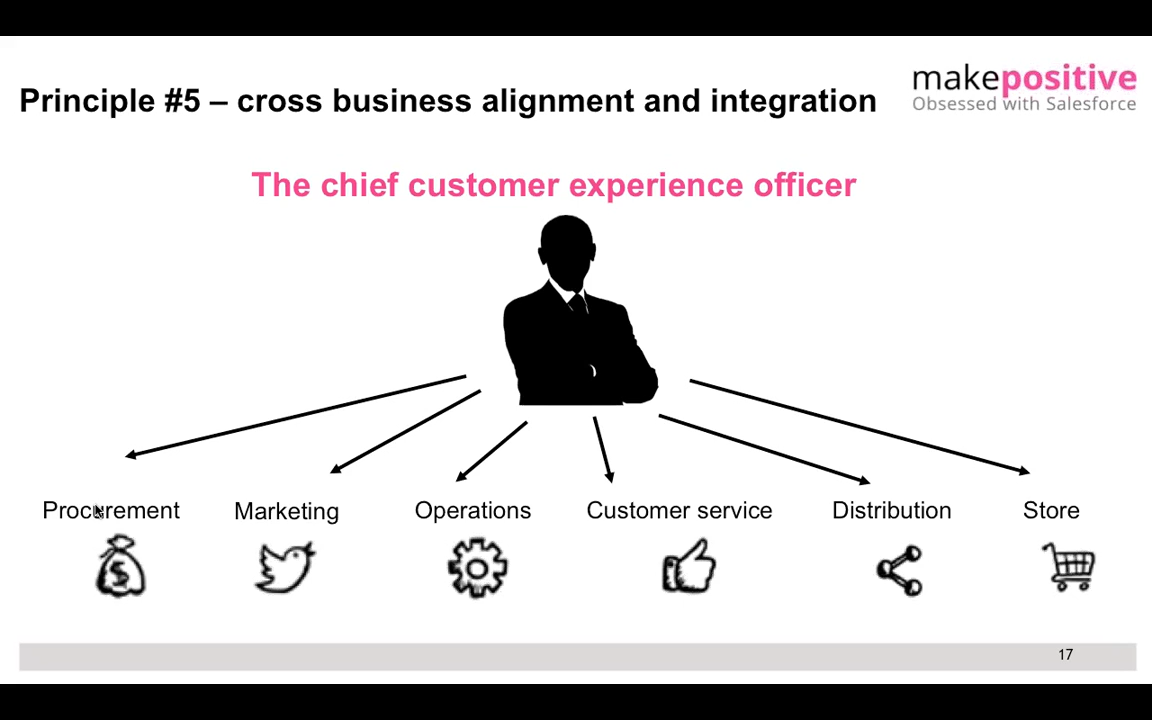 Principle #5 – cross business alignment and integration
makepositive
Obsessed with Salesforce
The chief customer experience officer
Procurement Marketing Operations Customer service Distribution Store
$
17